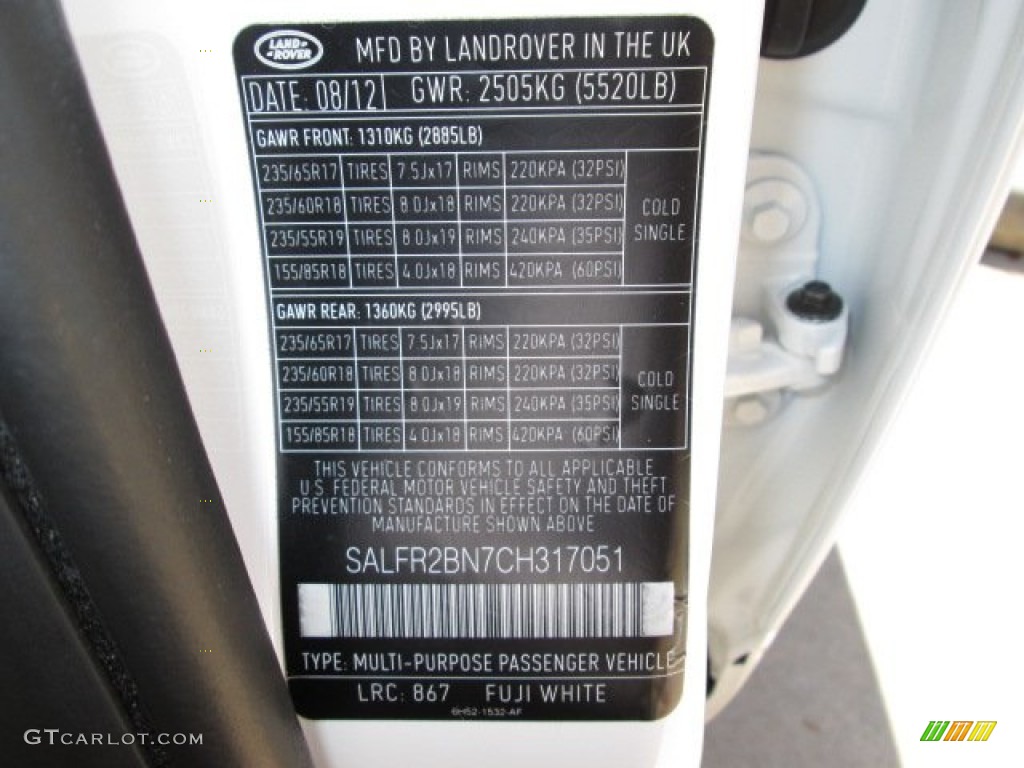 LAND ROVER
MFD BY LANDROVER IN THE UK
DATE: 08/12 GWR: 2505KG (5520LB)
GAWR FRONT: 1310KG (2885LB)
235/65R17 TIRES 7.5Jx17 RIMS 220KPA (32PSI)
235/60R18 TIRES 8.0Jx18 RIMS 220KPA (32PSI)
235/55R19 TIRES 8.0Jx19 RIMS 240KPA (35PSI)
155/85R18 TIRES 4.0Jx18 RIMS 420KPA (60PSI)
COLD
SINGLE
GAWR REAR: 1360KG (2995LB)
235/65R17 TIRES 7.5Jx17 RIMS 220KPA (32PSI)
235/60R18 TIRES 8.0Jx18 RIMS 220KPA (32PSI)
235/55R19 TIRES 8.0Jx19 RIMS 240KPA (35PSI)
155/85R18 TIRES 4.0Jx18 RIMS 420KPA (60PSI)
COLD
SINGLE
THIS VEHICLE CONFORMS TO ALL APPLICABLE
U.S. FEDERAL MOTOR VEHICLE SAFETY AND THEFT
PREVENTION STANDARDS IN EFFECT ON THE DATE OF
MANUFACTURE SHOWN ABOVE
SALFR2BN7CH317051
TYPE: MULTI-PURPOSE PASSENGER VEHICLE
LRC: 867 FUJI WHITE
6H52-1532-AF
GTCARLOT.COM